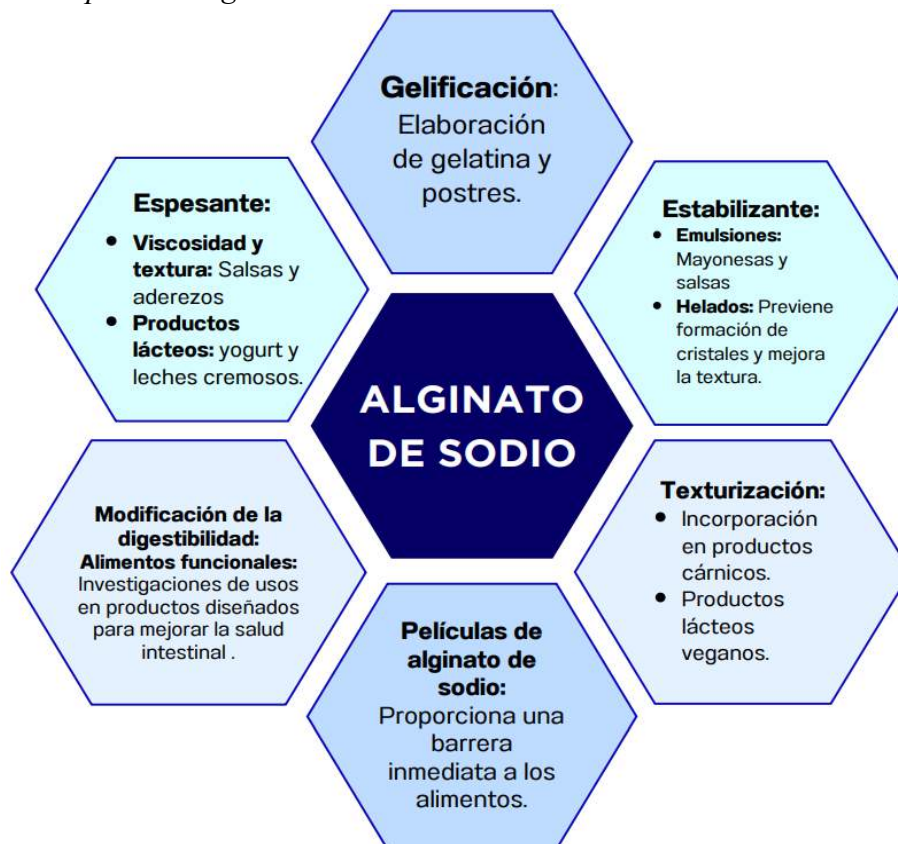 Gelificación:
Elaboración
de gelatina y
postres.
Espesante:
• Viscosidad y
textura: Salsas y
aderezos
• Productos
lácteos: yogurt y
leches cremosos.
Estabilizante:
• Emulsiones:
Mayonesas y
salsas
• Helados: Previene
formación de
cristales y mejora
la textura.
ALGINATO
DE SODIO
Modificación de la
digestibilidad:
Alimentos funcionales:
Investigaciones de usos
en productos diseñados
para mejorar la salud
intestinal .
Texturización:
• Incorporación
en productos
cárnicos.
• Productos
lácteos
veganos.
Películas de
alginato de
sodio:
Proporciona una
barrera
inmediata a los
alimentos.